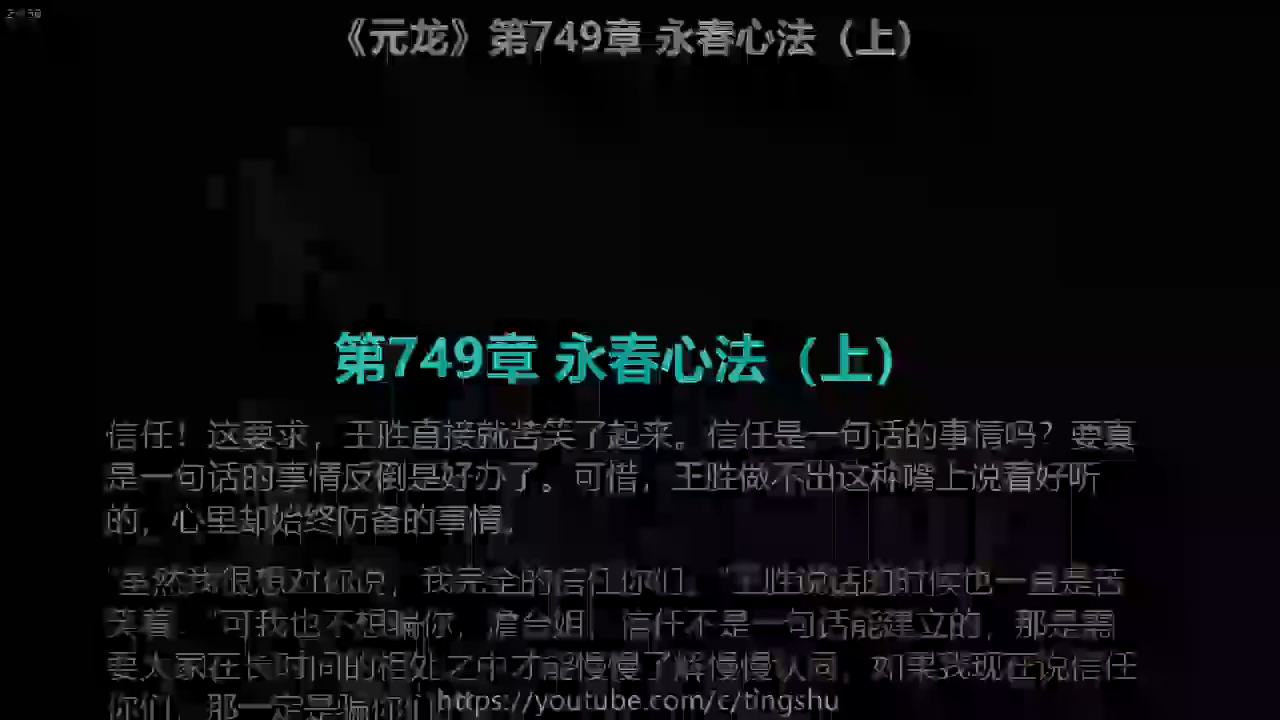 《元龙》第749章 永春心法（上）
第749章 永春心法（上）
信任！这要求，王胜直接就苦笑了起来。信任是一句话的事情吗？要真
是一句话的事情反倒是好办了。可惜，王胜做不出这种嘴上说着好听
的，心里却始终防备的事情。
“虽然我很想对你说，我完全的信任你们。”王胜说话的时候也一直是苦
笑着：“可我也不想骗你，澹台姐，信任不是一句话能建立的，那是需
要大家在长时间的相处之中才能慢慢了解慢慢认同，如果我现在说信任
你们，那一定是骗你们
https://youtube.com/c/tingshu